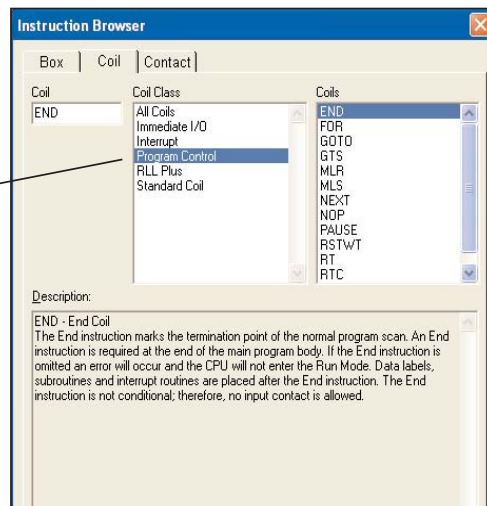 Instruction Browser
Box Coil Contact
Coil Coil Class Coils
END
All Coils
Immediate I/O
Interrupt
Program Control
RLL Plus
Standard Coil
END
FOR
GOTO
GTS
MLR
MLS
NEXT
NOP
PAUSE
RSTWT
RT
RTC
Description:
END - End Coil
The End instruction marks the termination point of the normal program scan. An End
instruction is required at the end of the main program body. If the End instruction is
omitted an error will occur and the CPU will not enter the Run Mode. Data labels,
subroutines and interrupt routines are placed after the End instruction. The End
instruction is not conditional; therefore, no input contact is allowed.